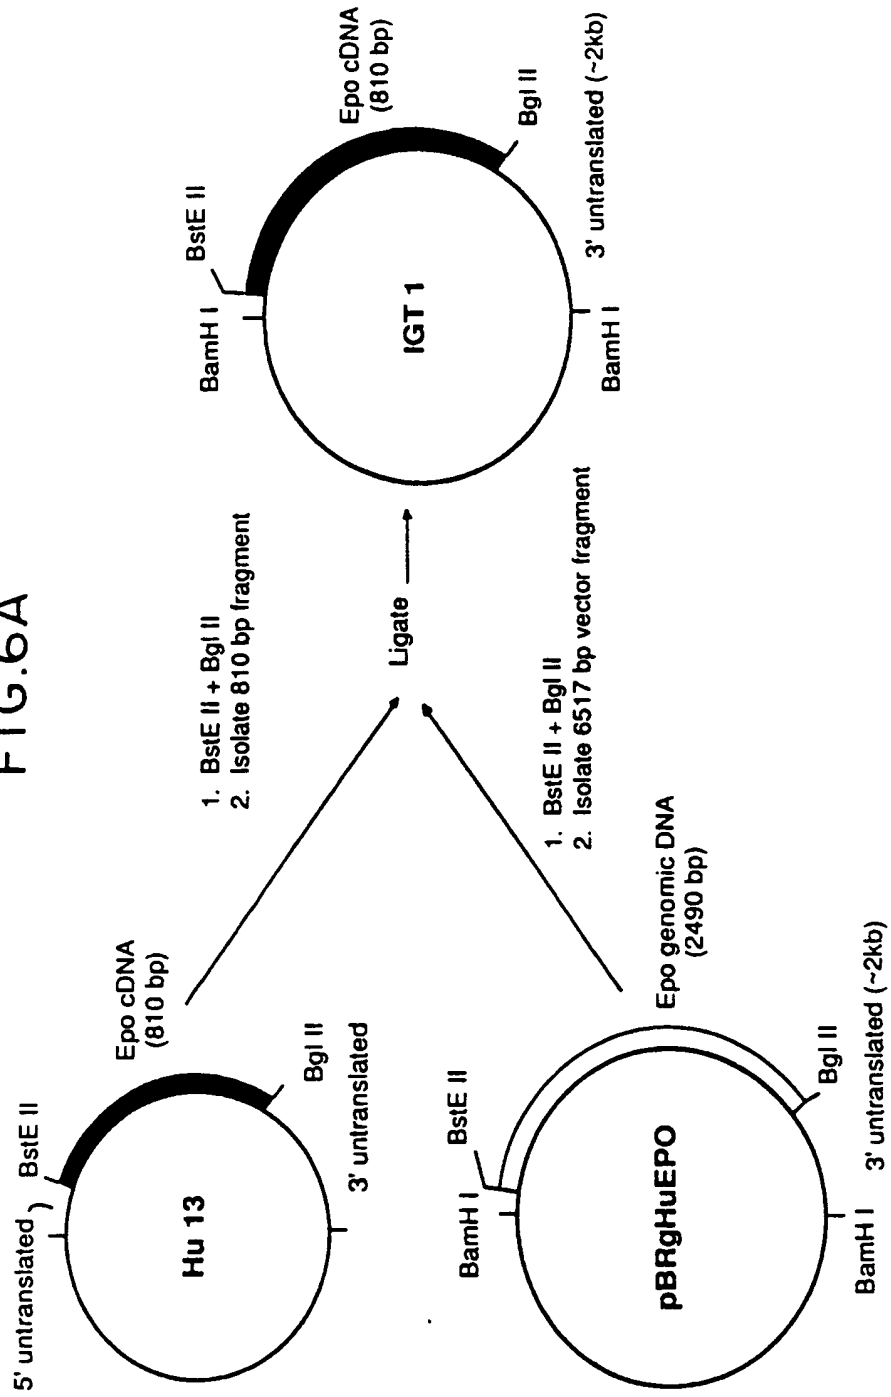 FIG.6A
5' untranslated
BstE II
Epo cDNA
(810 bp)
Hu 13
Bgl II
3' untranslated
1. BstE II + Bgl II
2. Isolate 810 bp fragment
BamH I
BstE II
Epo genomic DNA
(2490 bp)
pBRgHuEPO
Bgl II
BamH I
3' untranslated (~2kb)
1. BstE II + Bgl II
2. Isolate 6517 bp vector fragment
Ligate
BamH I
BstE II
Epo cDNA
(810 bp)
IGT 1
Bgl II
BamH I
3' untranslated (~2kb)